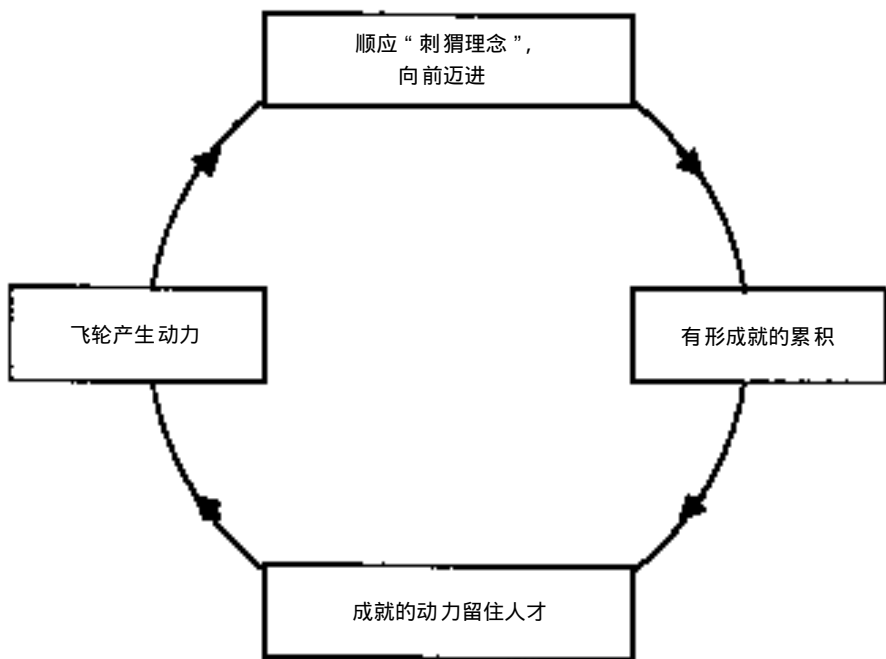 顺应“刺猬理念”,
向前迈进
飞轮产生动力
有形成就的累积
成就的动力留住人才